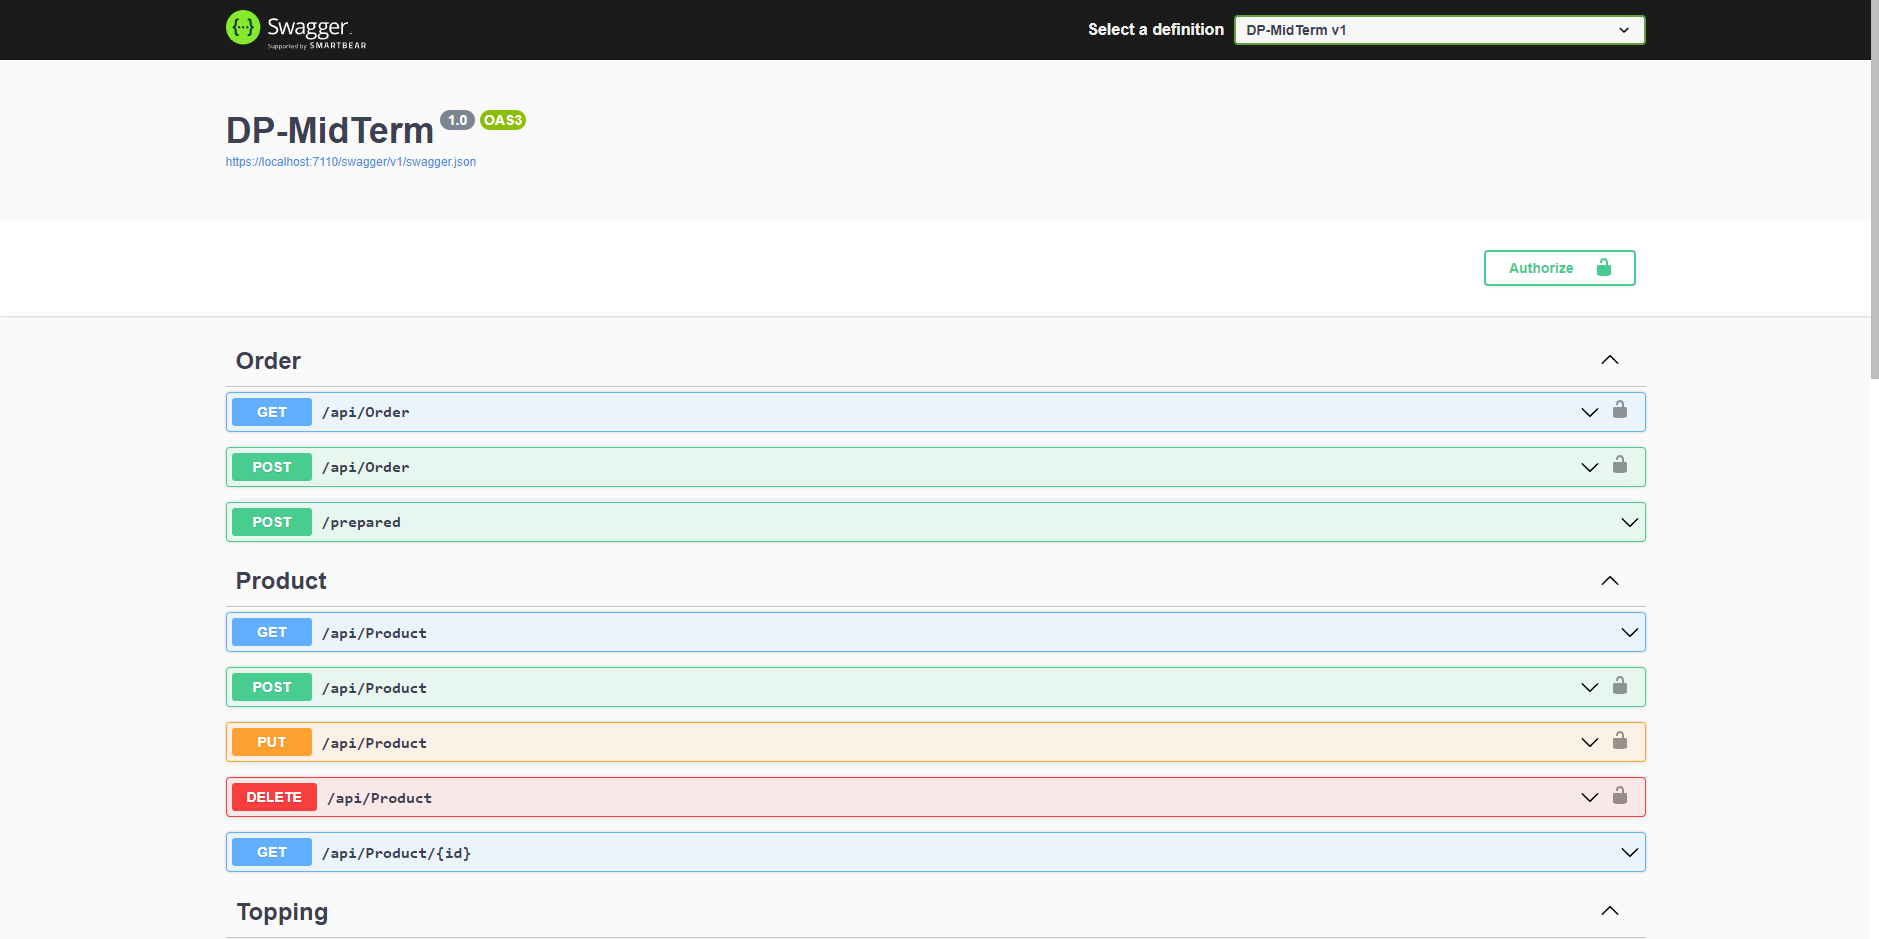 Swagger.
Supported by SMARTBEAR
Select a definition
DP-MidTerm v1
DP-MidTerm 1.0 OAS3
https://localhost:7110/swagger/v1/swagger.json
Authorize
Order
GET /api/Order
POST /api/Order
POST /prepared
Product
GET /api/Product
POST /api/Product
PUT /api/Product
DELETE /api/Product
GET /api/Product/{id}
Topping